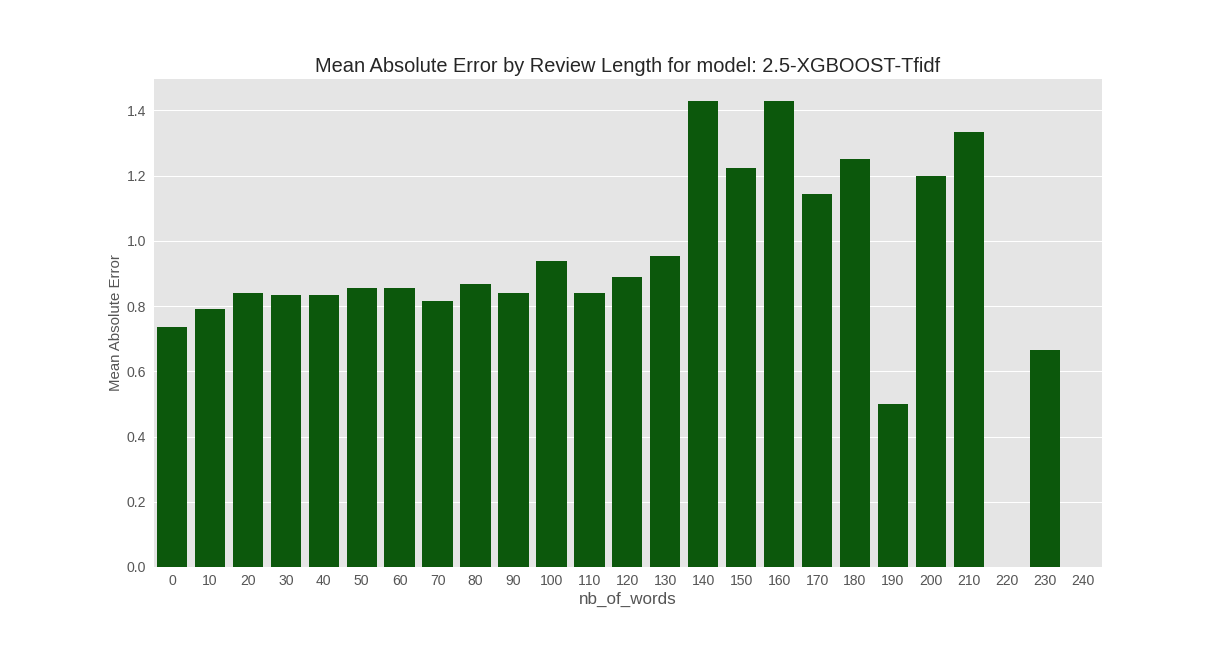 Mean Absolute Error by Review Length for model: 2.5-XGBOOST-Tfidf
Mean Absolute Error
1.4
1.2
1.0
0.8
0.6
0.4
0.2
0.0
0 10 20 30 40 50 60 70 80 90 100 110 120 130 140 150 160 170 180 190 200 210 220 230 240
nb_of_words